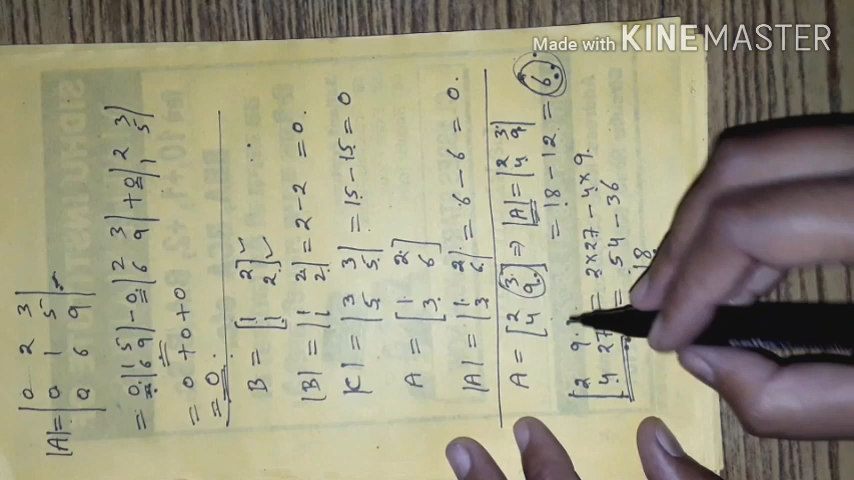 Made with KINEMASTER
|A| = |0 2 3|
|0 1 5|
|0 6 9|
= 0|1 5| - 0|2 3| + 0|2 3|
|6 9| |6 9| |1 5|
= 0 + 0 + 0
= 0.
B = [1 2]
[1 2]
|B| = |1 2| = 2 - 2 = 0.
|1 2|
|3 3| = 15 - 15 = 0
|5 5|
A = [1 2]
[3 6]
|A| = |1 2| = 6 - 6 = 0.
|3 6|
A = [2 3] ⇒ |A| = |2 3|
[4 9] |4 9|
= 18 - 12 = 6
[2 9
[4 27 = 2×27 - 4×9.
= 54 - 36
18